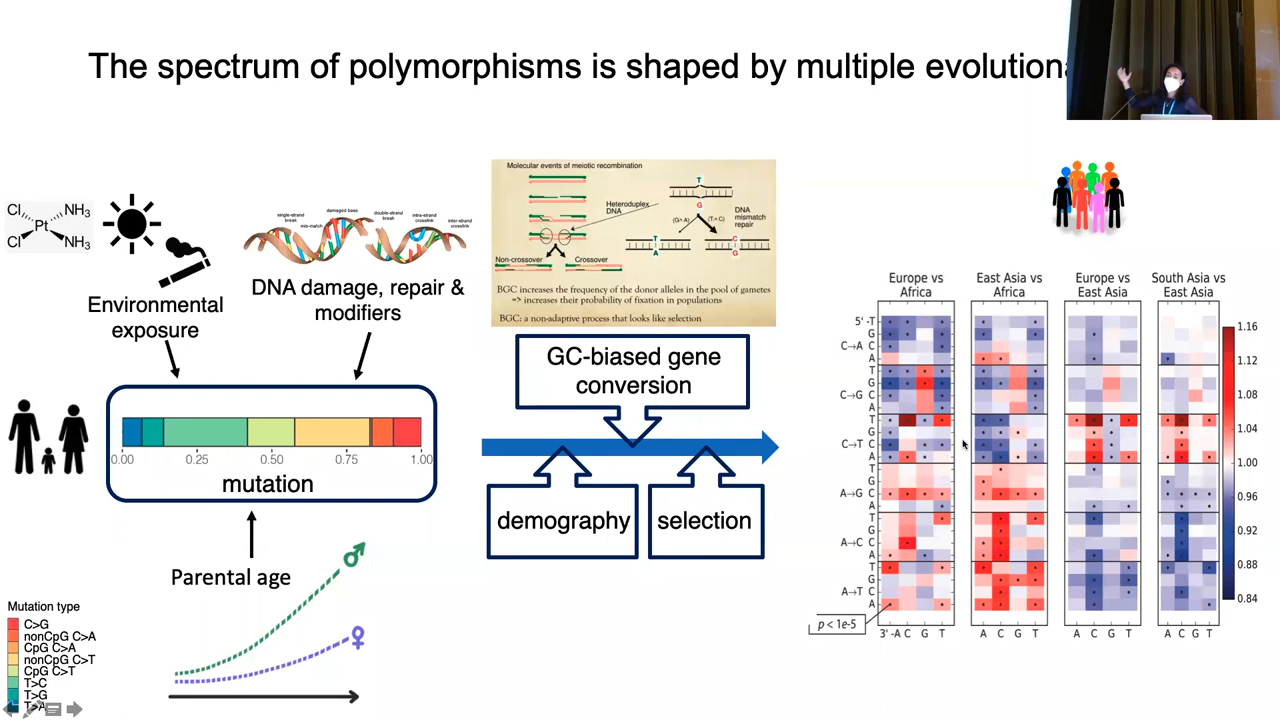 The spectrum of polymorphisms is shaped by multiple evolution
Cl
NH3
Pt
Cl
NH3
Environmental
exposure
single-strand
break
mis-match
damaged base
double-strand
break
intra-strand
crosslink
inter-strand
crosslink
DNA damage, repair &
modifiers
0.00
0.25
0.50
0.75
1.00
mutation
Parental age
Mutation type
C>G
nonCpG C>A
CpG C>A
nonCpG C>T
CpG C>T
T>C
T>G
T>A
Molecular events of meiotic recombination
Heteroduplex
DNA
T
G
(G>A)
(T->C)
DNA
mismatch
repair
T
A
C
G
Non-crossover
Crossover
BGC increases the frequency of the donor alleles in the pool of gametes
=> increases their probability of fixation in populations
BGC: a non-adaptive process that looks like selection
GC-biased gene
conversion
demography
selection
Europe vs
Africa
East Asia vs
Africa
Europe vs
East Asia
South Asia vs
East Asia
5' -T
G
C→A C
A
T
G
C→G C
A
T
G
C→T C
A
T
G
A→G C
A
T
G
A→C C
A
T
G
A→T C
A
p < 1e-5
3' -A C G T
A C G T
A C G T
A C G T
1.16
1.12
1.08
1.04
1.00
0.96
0.92
0.88
0.84